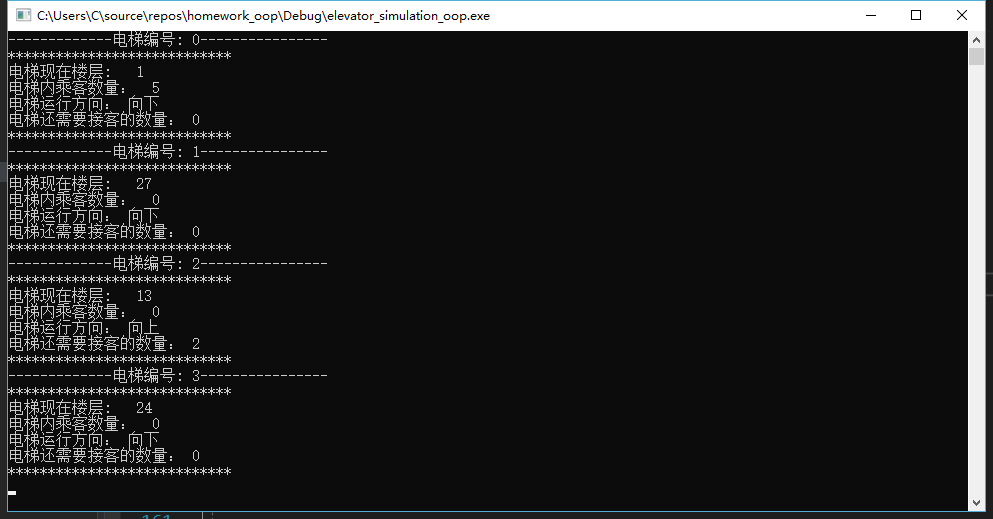 C:\Users\C\source\repos\homework_oop\Debug\elevator_simulation_oop.exe
-------------电梯编号: 0----------------
****************************
电梯现在楼层:   1
电梯内乘客数量:   5
电梯运行方向: 向下
电梯还需要接客的数量:  0
****************************
-------------电梯编号: 1----------------
****************************
电梯现在楼层:   27
电梯内乘客数量:   0
电梯运行方向: 向下
电梯还需要接客的数量:  0
****************************
-------------电梯编号: 2----------------
****************************
电梯现在楼层:   13
电梯内乘客数量:   0
电梯运行方向: 向上
电梯还需要接客的数量:  2
****************************
-------------电梯编号: 3----------------
****************************
电梯现在楼层:   24
电梯内乘客数量:   0
电梯运行方向: 向下
电梯还需要接客的数量:  0
****************************
161